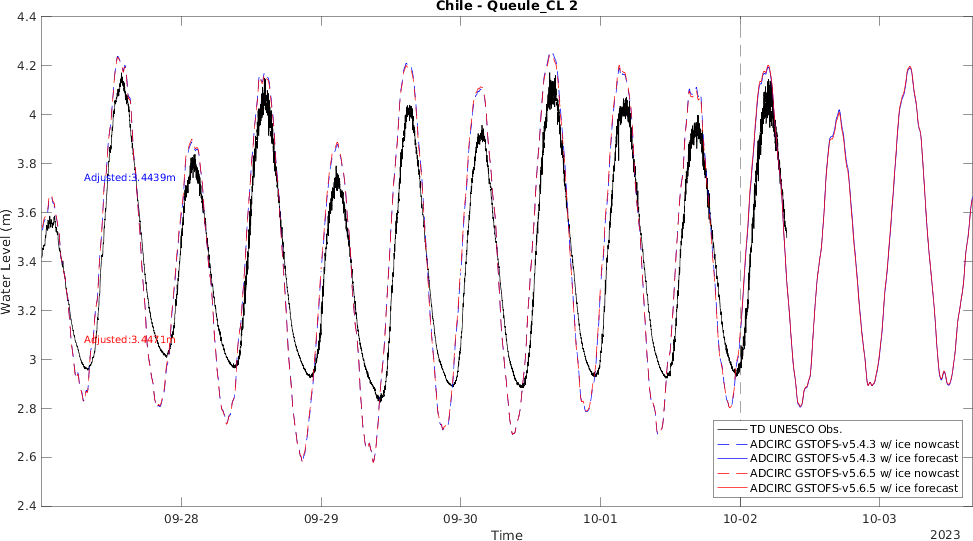 Chile - Queule_CL 2
4.4
4.2
4
3.8
3.6
3.4
3.2
3
2.8
2.6
2.4
Water Level (m)
Adjusted:3.4439m
Adjusted:3.4471m
TD UNESCO Obs.
ADCIRC GSTOFS-v5.4.3 w/ ice nowcast
ADCIRC GSTOFS-v5.4.3 w/ ice forecast
ADCIRC GSTOFS-v5.6.5 w/ ice nowcast
ADCIRC GSTOFS-v5.6.5 w/ ice forecast
09-28
09-29
09-30
10-01
10-02
10-03
Time
2023